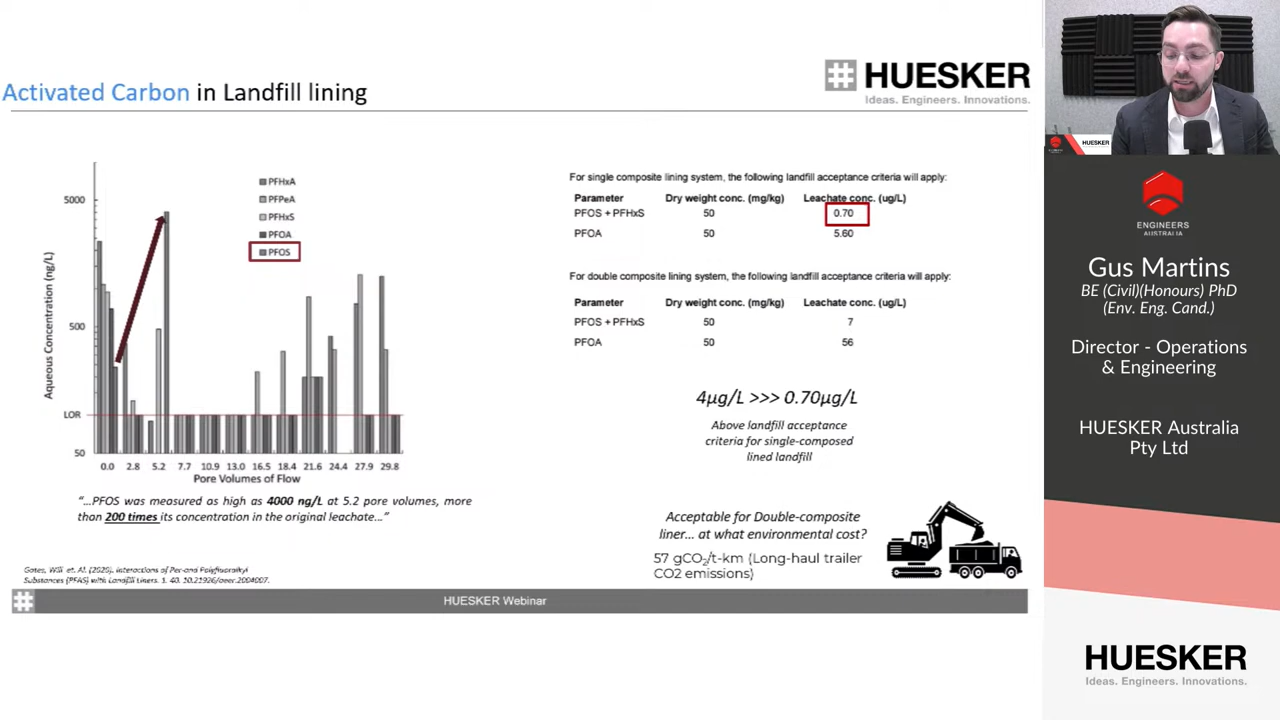 Activated Carbon in Landfill lining
HUESKER
Ideas. Engineers. Innovations.
PFHxA
PFPeA
PFHxS
PFOA
PFOS
5000
500
LOR
50
Aqueous Concentration (ng/L)
0.0 2.8 5.2 7.7 10.9 13.0 16.5 18.4 21.6 24.4 27.9 29.8
Pore Volumes of Flow
"...PFOS was measured as high as 4000 ng/L at 5.2 pore volumes, more
than 200 times its concentration in the original leachate..."
Gates, Will et. Al. (2020). Interactions of Per-and Polyfluoralkyl
Substances (PFAS) with Landfill Liners. 1. 40. 10.21926/aeer.2004007.
For single composite lining system, the following landfill acceptance criteria will apply:
Parameter Dry weight conc. (mg/kg) Leachate conc. (ug/L)
PFOS + PFHxS 50 0.70
PFOA 50 5.60
For double composite lining system, the following landfill acceptance criteria will apply:
Parameter Dry weight conc. (mg/kg) Leachate conc. (ug/L)
PFOS + PFHxS 50 7
PFOA 50 56
4µg/L >>> 0.70µg/L
Above landfill acceptance
criteria for single-composed
lined landfill
Acceptable for Double-composite
liner... at what environmental cost?
57 gCO₂/t-km (Long-haul trailer
CO2 emissions)
HUESKER Webinar
HUESKER
ENGINEERS
AUSTRALIA
Gus Martins
BE (Civil)(Honours) PhD
(Env. Eng. Cand.)
Director - Operations
& Engineering
HUESKER Australia
Pty Ltd
HUESKER
Ideas. Engineers. Innovations.